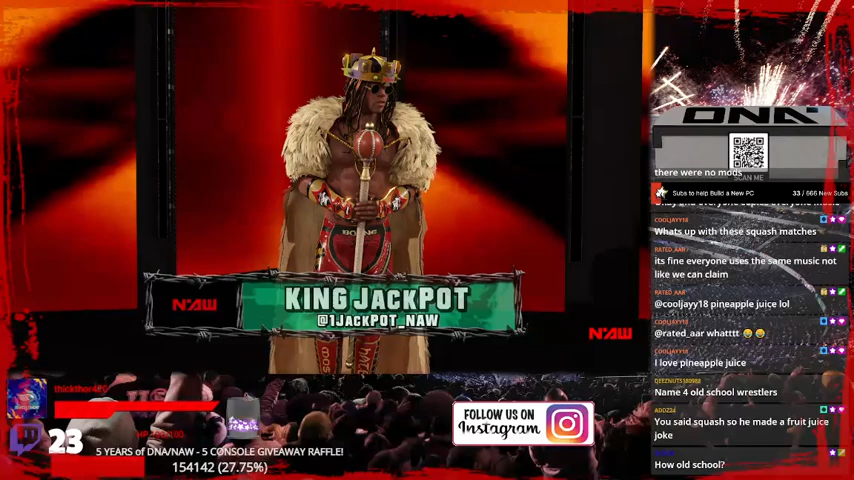 DNA
SCAN ME
there were no mods
Subs to help Build a New PC
33 / 666 New Subs
COOLJAYY18
Whats up with these squash matches
RATED_AAR
its fine everyone uses the same music not
like we can claim
RATED_AAR
@cooljayy18 pineapple juice lol
COOLJAYY18
@rated_aar whatttt 😄 😄
COOLJAYY18
I love pineapple juice
Name 4 old school wrestlers
You said squash so he made a fruit juice
joke
How old school?
NAW
KING JACKPOT
@1JACKPOT_NAW
NAW
thickthor420
23
5 YEARS of DNA/NAW - 5 CONSOLE GIVEAWAY RAFFLE!
154142 (27.75%)
FOLLOW US ON
Instagram